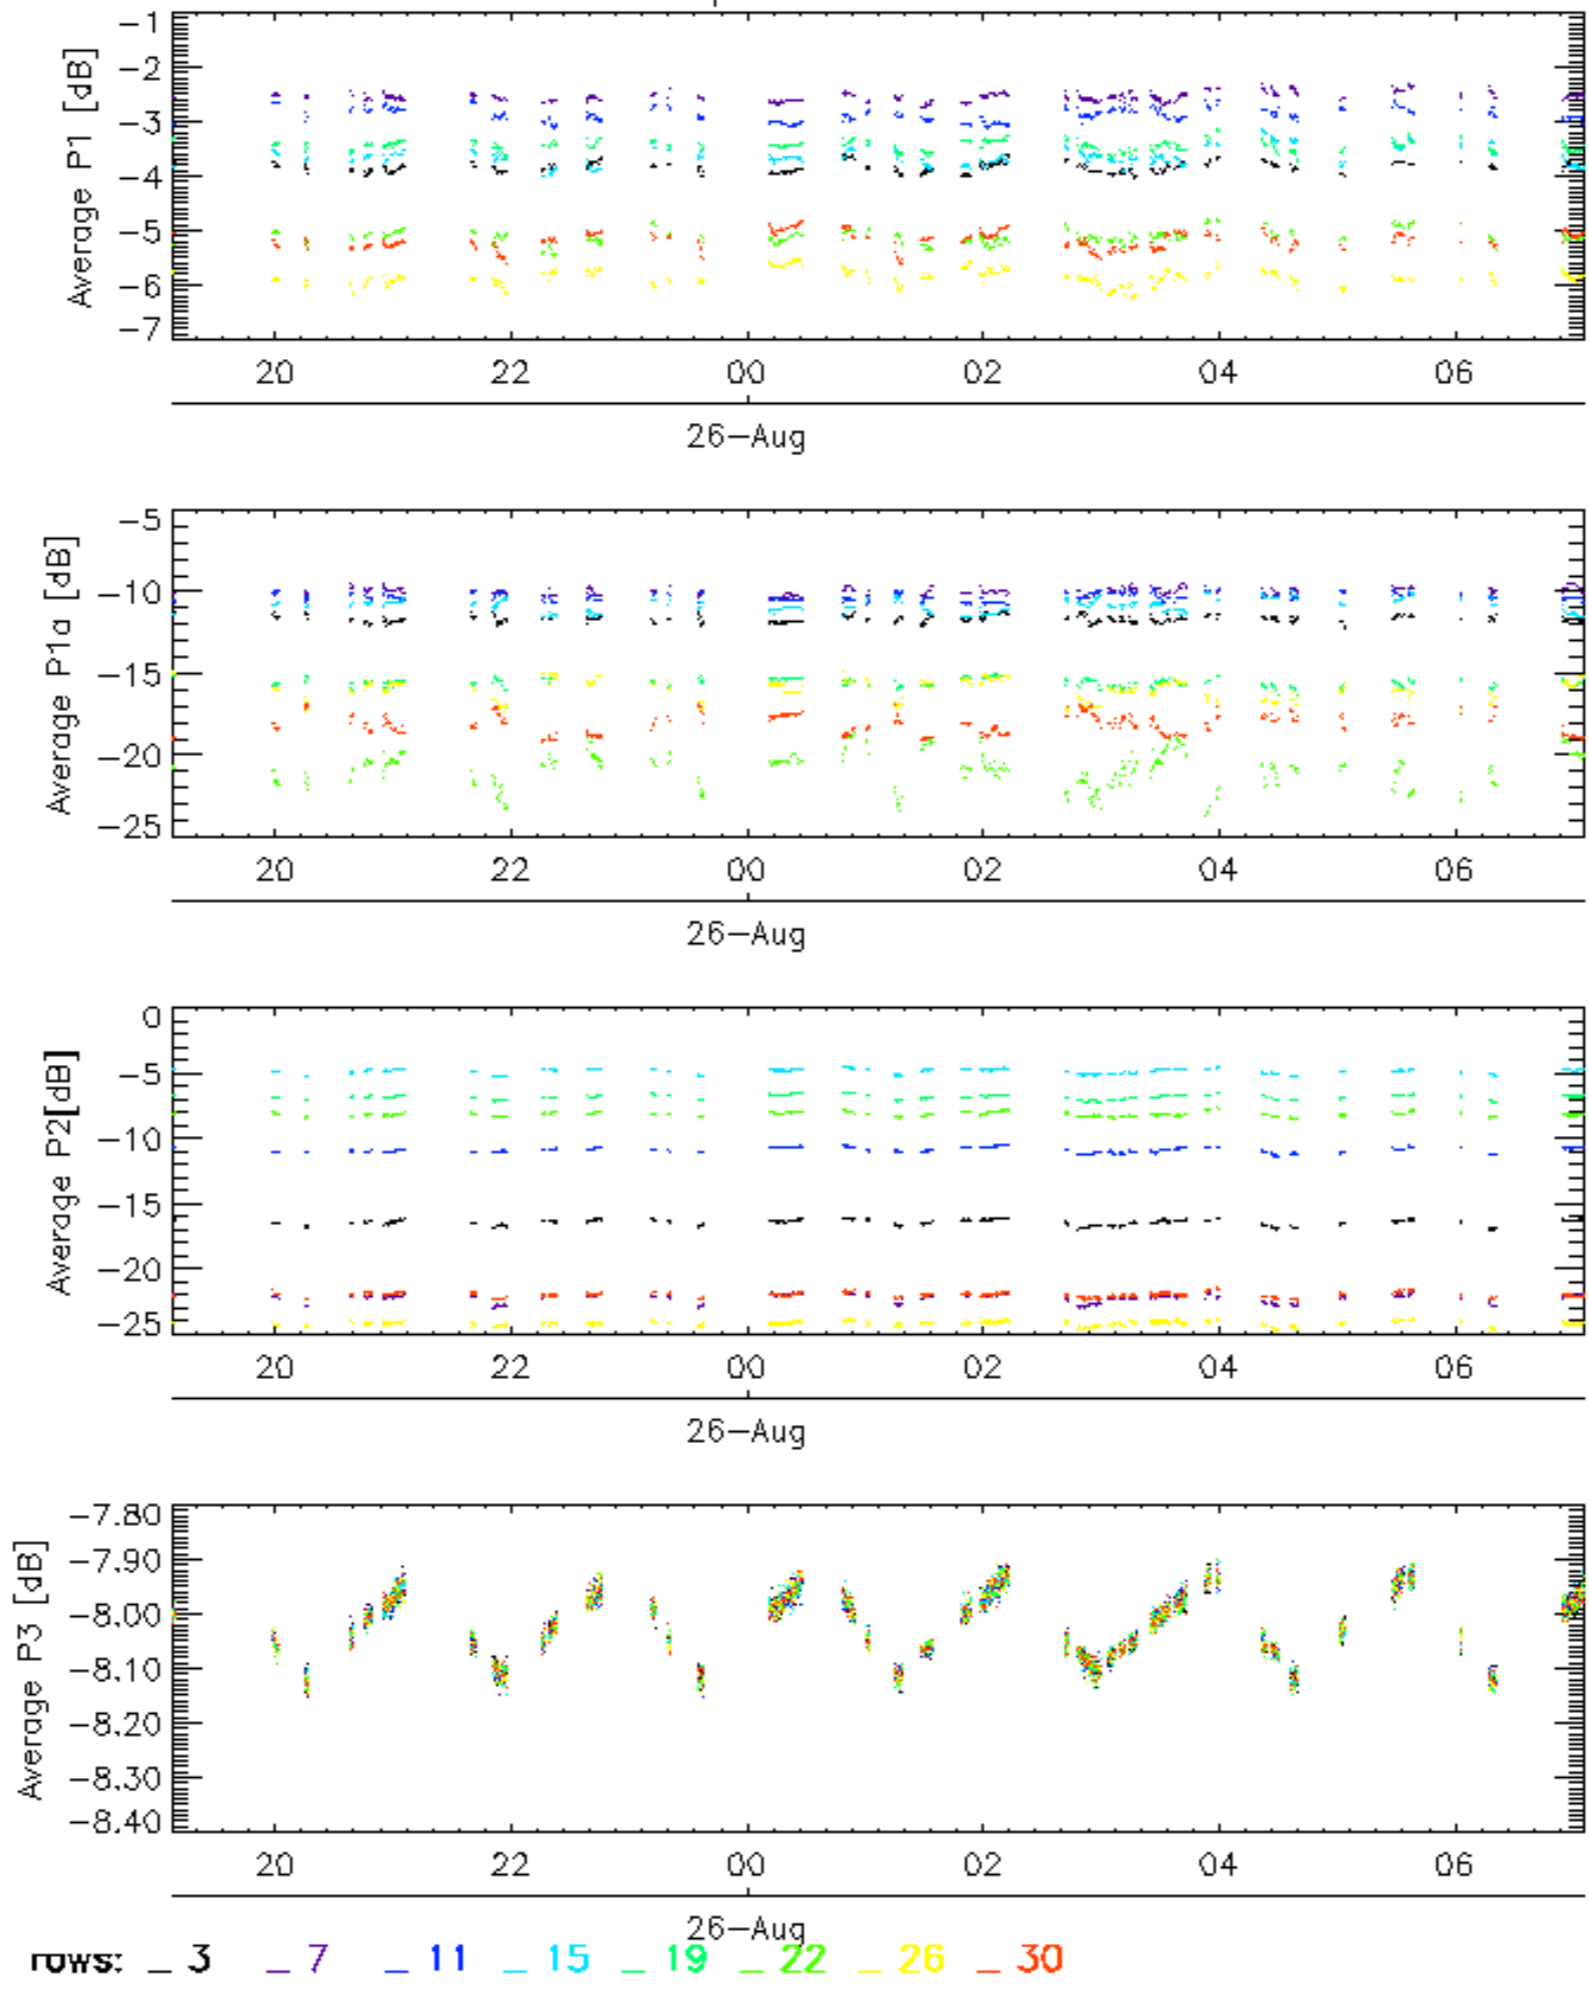 Average P1 [dB]
-1
-2
-3
-4
-5
-6
-7
20 22 00 02 04 06
26-Aug
Average P1a [dB]
-5
-10
-15
-20
-25
20 22 00 02 04 06
26-Aug
Average P2[dB]
0
-5
-10
-15
-20
-25
20 22 00 02 04 06
26-Aug
Average P3 [dB]
-7.80
-7.90
-8.00
-8.10
-8.20
-8.30
-8.40
20 22 00 02 04 06
26-Aug
rows: _ 3 _ 7 _ 11 _ 15 _ 19 _ 22 _ 26 _ 30